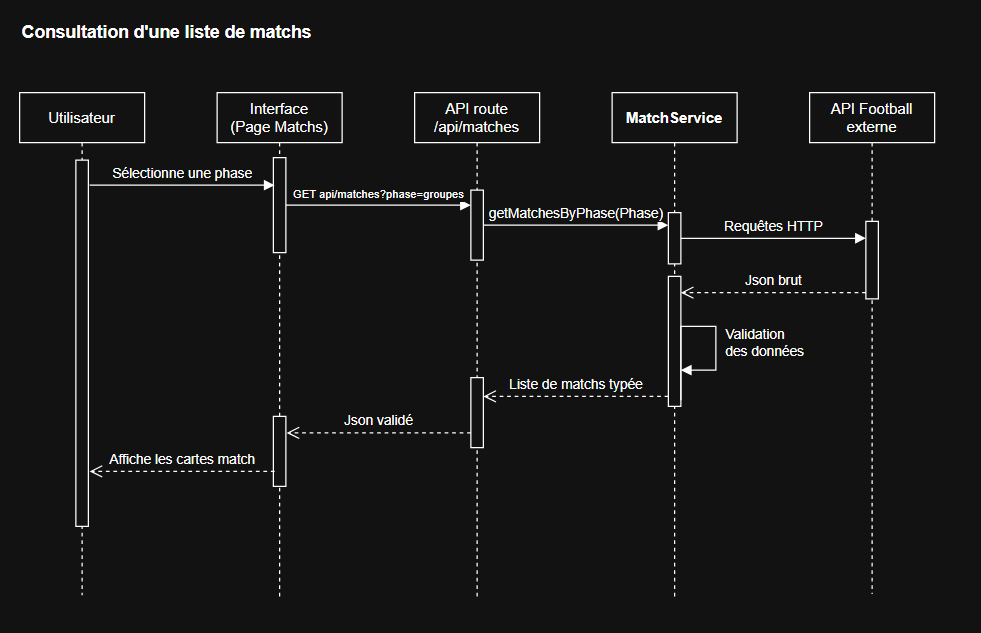 Consultation d'une liste de matchs
Utilisateur
Interface
(Page Matchs)
API route
/api/matches
MatchService
API Football
externe
Sélectionne une phase
GET api/matches?phase=groupes
getMatchesByPhase(Phase)
Requêtes HTTP
Json brut
Validation
des données
Liste de matchs typée
Json validé
Affiche les cartes match